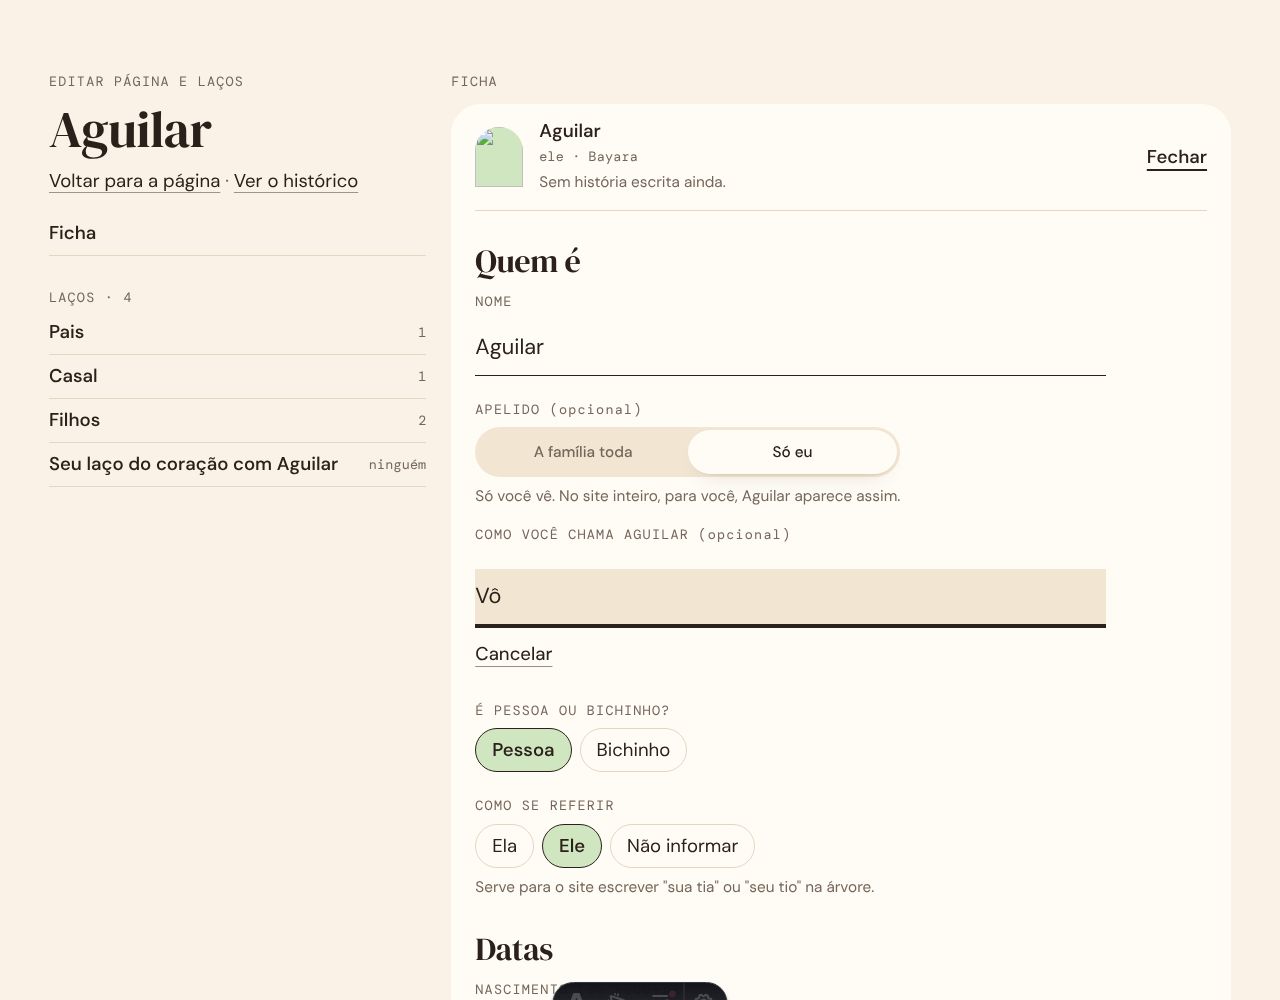 EDITAR PÁGINA E LAÇOS
Aguilar
Voltar para a página · Ver o histórico
Ficha
LAÇOS · 4
Pais 1
Casal 1
Filhos 2
Seu laço do coração com Aguilar ninguém
FICHA
Aguilar
ele · Bayara
Sem história escrita ainda.
Fechar
Quem é
NOME
Aguilar
APELIDO (opcional)
A família toda Só eu
Só você vê. No site inteiro, para você, Aguilar aparece assim.
COMO VOCÊ CHAMA AGUILAR (opcional)
Vô
Cancelar
É PESSOA OU BICHINHO?
Pessoa Bichinho
COMO SE REFERIR
Ela Ele Não informar
Serve para o site escrever "sua tia" ou "seu tio" na árvore.
Datas